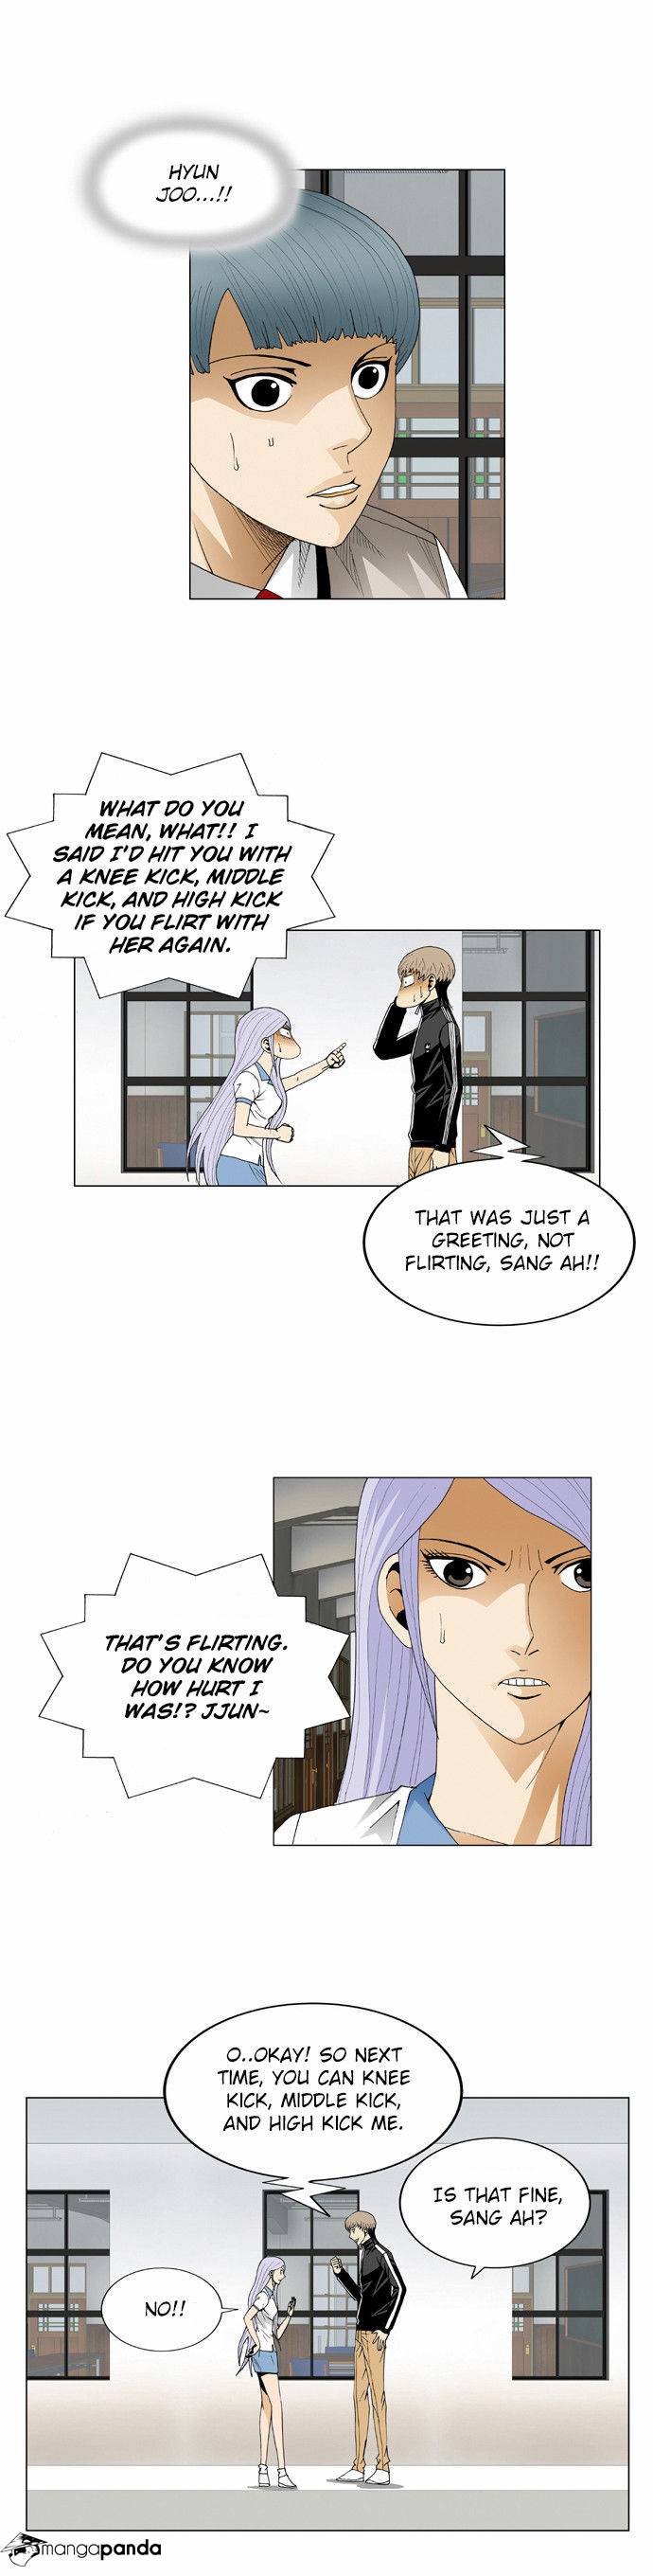 HYUN
JOO...!!
WHAT DO YOU
MEAN, WHAT!! I
SAID I'D HIT YOU WITH
A KNEE KICK, MIDDLE
KICK, AND HIGH KICK
IF YOU FLIRT WITH
HER AGAIN.
THAT WAS JUST A
GREETING, NOT
FLIRTING, SANG AH!!
THAT'S FLIRTING.
DO YOU KNOW
HOW HURT I
WAS!? JJUN~
O..OKAY! SO NEXT
TIME, YOU CAN KNEE
KICK, MIDDLE KICK,
AND HIGH KICK ME.
IS THAT FINE,
SANG AH?
NO!!
mangapanda